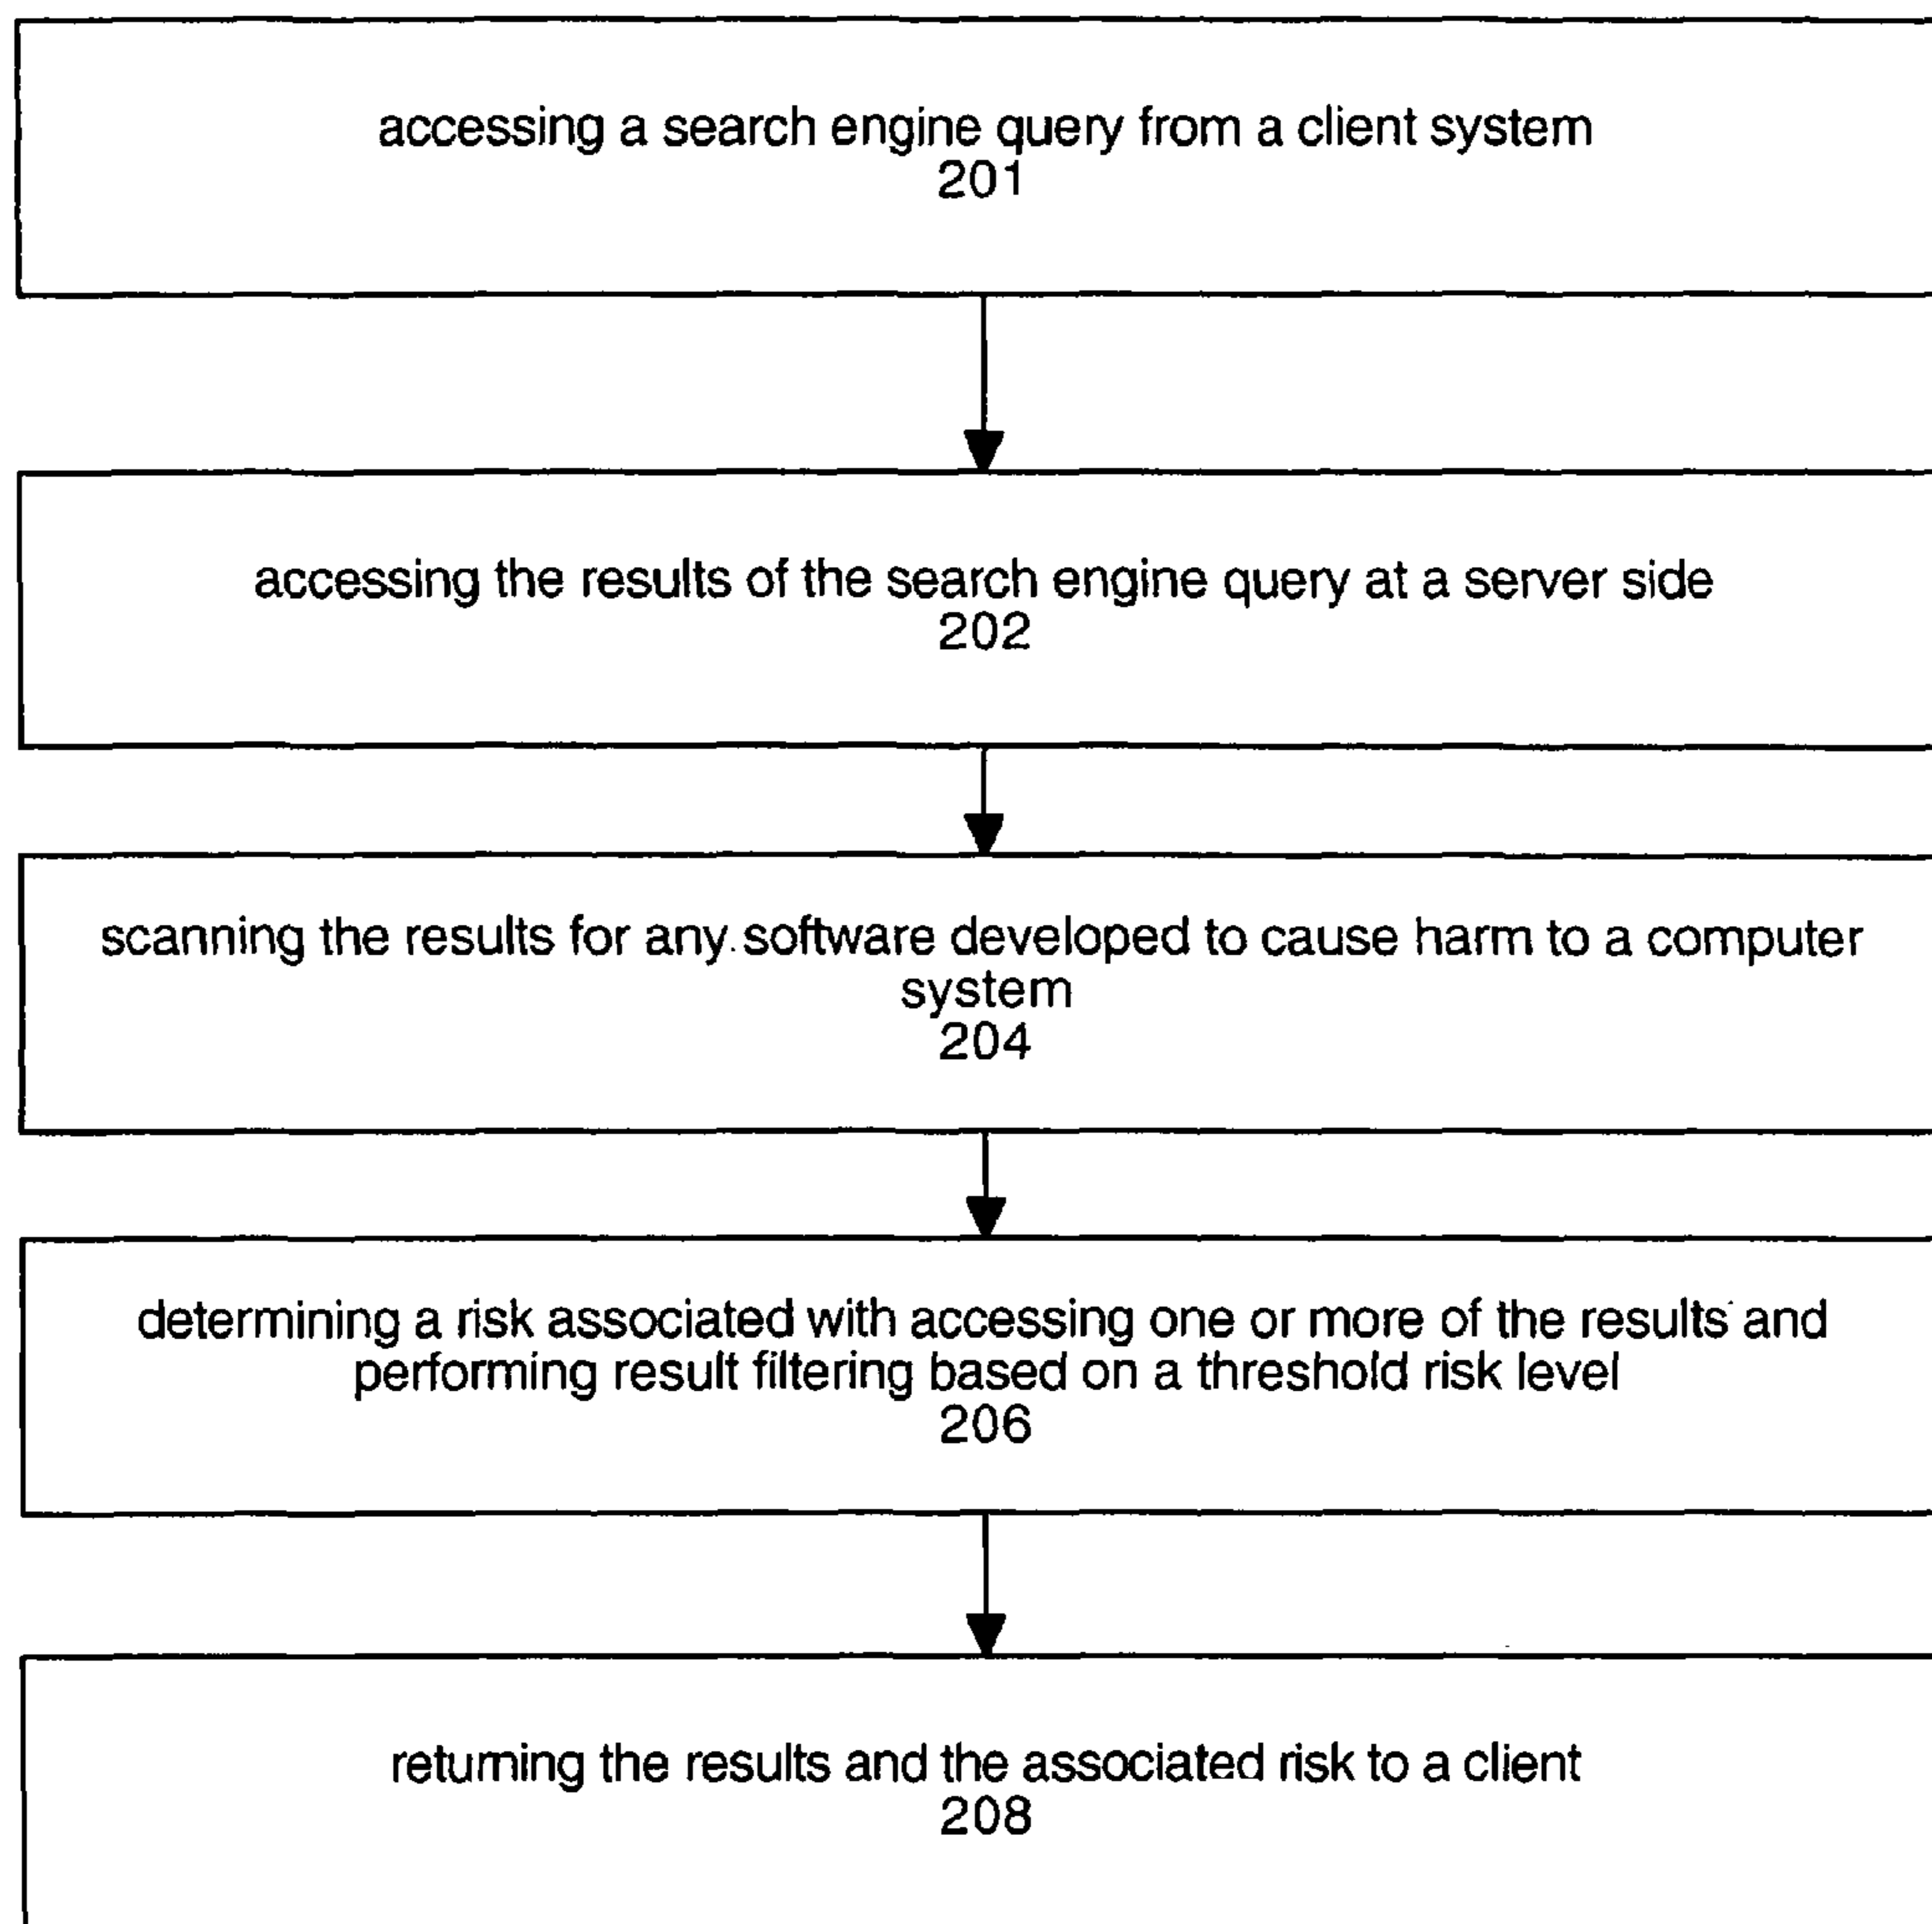 accessing a search engine query from a client system
201
accessing the results of the search engine query at a server side
202
scanning the results for any software developed to cause harm to a computer
system
204
determining a risk associated with accessing one or more of the results and
performing result filtering based on a threshold risk level
206
returning the results and the associated risk to a client
208